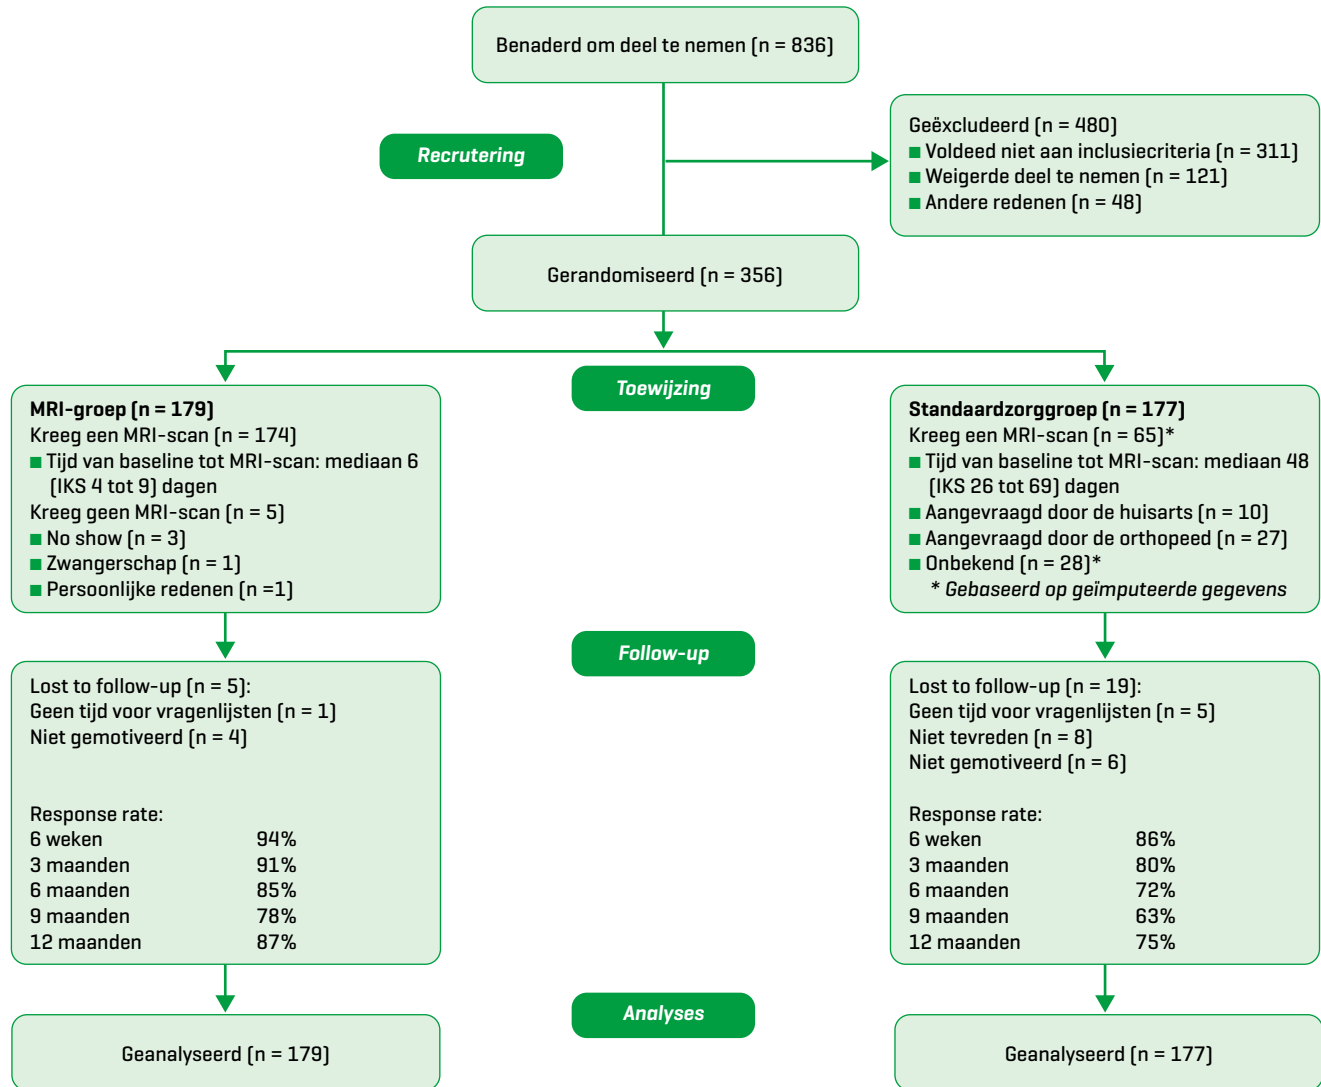 Benaderd om deel te nemen (n = 836)
Recrutering
Geëxcludeerd (n = 480)
■ Voldeed niet aan inclusiecriteria (n = 311)
■ Weigerde deel te nemen (n = 121)
■ Andere redenen (n = 48)
Gerandomiseerd (n = 356)
Toewijzing
MRI-groep (n = 179)
Kreeg een MRI-scan (n = 174)
■ Tijd van baseline tot MRI-scan: mediaan 6
(IKS 4 tot 9) dagen
Kreeg geen MRI-scan (n = 5)
■ No show (n = 3)
■ Zwangerschap (n = 1)
■ Persoonlijke redenen (n =1)
Standaardzorggroep (n = 177)
Kreeg een MRI-scan (n = 65)*
■ Tijd van baseline tot MRI-scan: mediaan 48
(IKS 26 tot 69) dagen
■ Aangevraagd door de huisarts (n = 10)
■ Aangevraagd door de orthopeed (n = 27)
■ Onbekend (n = 28)*
* Gebaseerd op geïmputeerde gegevens
Follow-up
Lost to follow-up (n = 5):
Geen tijd voor vragenlijsten (n = 1)
Niet gemotiveerd (n = 4)
Response rate:
6 weken 94%
3 maanden 91%
6 maanden 85%
9 maanden 78%
12 maanden 87%
Lost to follow-up (n = 19):
Geen tijd voor vragenlijsten (n = 5)
Niet tevreden (n = 8)
Niet gemotiveerd (n = 6)
Response rate:
6 weken 86%
3 maanden 80%
6 maanden 72%
9 maanden 63%
12 maanden 75%
Analyses
Geanalyseerd (n = 179)
Geanalyseerd (n = 177)